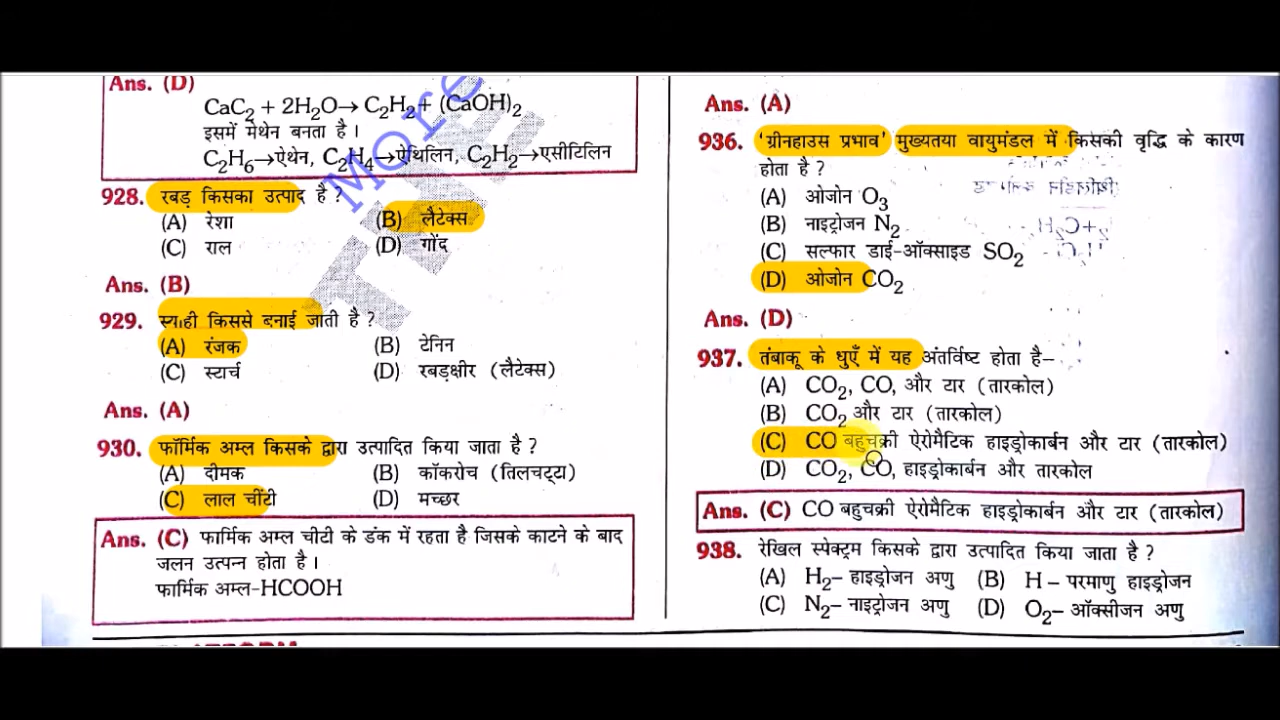 Ans. (D)
CaC2 + 2H2O→ C2H2+ (CaOH)2
इसमें मेथेन बनता है।
C2H6→ऐथेन, C2H4→ऐथिलिन, C2H2→एसीटिलिन
928. रबड़ किसका उत्पाद है ?
(A) रेशा (B) लैटेक्स
(C) राल (D) गोंद
Ans. (B)
929. स्याही किससे बनाई जाती है ?
(A) रंजक (B) टेनिन
(C) स्टार्च (D) रबड़क्षीर (लैटेक्स)
Ans. (A)
930. फॉर्मिक अम्ल किसके द्वारा उत्पादित किया जाता है ?
(A) दीमक (B) कॉकरोच (तिलचट्टा)
(C) लाल चींटी (D) मच्छर
Ans. (C) फार्मिक अम्ल चीटी के डंक में रहता है जिसके काटने के बाद
जलन उत्पन्न होता है।
फार्मिक अम्ल-HCOOH
More
Ans. (A)
936. 'ग्रीनहाउस प्रभाव' मुख्यतया वायुमंडल में किसकी वृद्धि के कारण
होता है ?
(A) ओजोन O3
(B) नाइट्रोजन N2
(C) सल्फार डाई-ऑक्साइड SO2
(D) ओजोन CO2
Ans. (D)
937. तंबाकू के धुएँ में यह अंतर्विष्ट होता है–
(A) CO2, CO, और टार (तारकोल)
(B) CO2 और टार (तारकोल)
(C) CO बहुचक्री ऐरोमैटिक हाइड्रोकार्बन और टार (तारकोल)
(D) CO2, CO, हाइड्रोकार्बन और तारकोल
Ans. (C) CO बहुचक्री ऐरोमैटिक हाइड्रोकार्बन और टार (तारकोल)
938. रेखिल स्पेक्ट्रम किसके द्वारा उत्पादित किया जाता है ?
(A) H2– हाइड्रोजन अणु (B) H – परमाणु हाइड्रोजन
(C) N2– नाइट्रोजन अणु (D) O2– ऑक्सीजन अणु